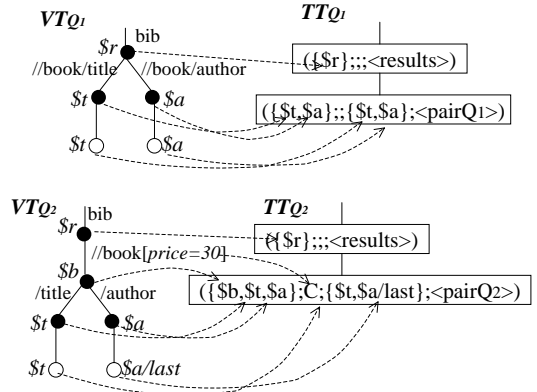 VTQ1 TTQ1
$r bib
({$r};;;<results>)
//book/title //book/author
$t $a
({$t,$a};;{$t,$a};<pairQ1>)
$t $a
VTQ2 TTQ2
$r bib
({$r};;;<results>)
//book[price=30]
$b
({$b,$t,$a};C;{$t,$a/last};<pairQ2>)
/title /author
$t $a
$t $a/last